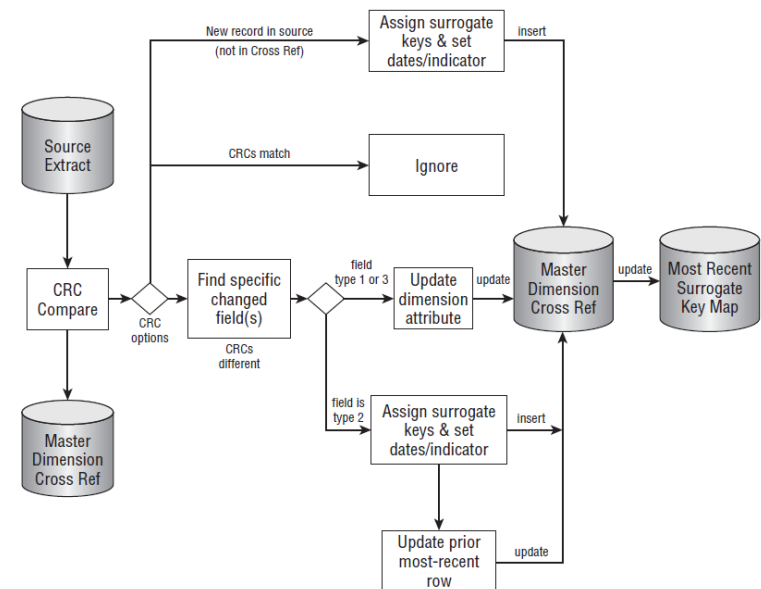 New record in source
(not in Cross Ref)
Assign surrogate
keys & set
dates/indicator
insert
Source
Extract
CRCs match
Ignore
CRC
Compare
CRC
options
Find specific
changed
field(s)
CRCs
different
field
type 1 or 3
Update
dimension
attribute
update
Master
Dimension
Cross Ref
update
Most Recent
Surrogate
Key Map
field is
type 2
Assign surrogate
keys & set
dates/indicator
insert
Master
Dimension
Cross Ref
Update prior
most-recent
row
update